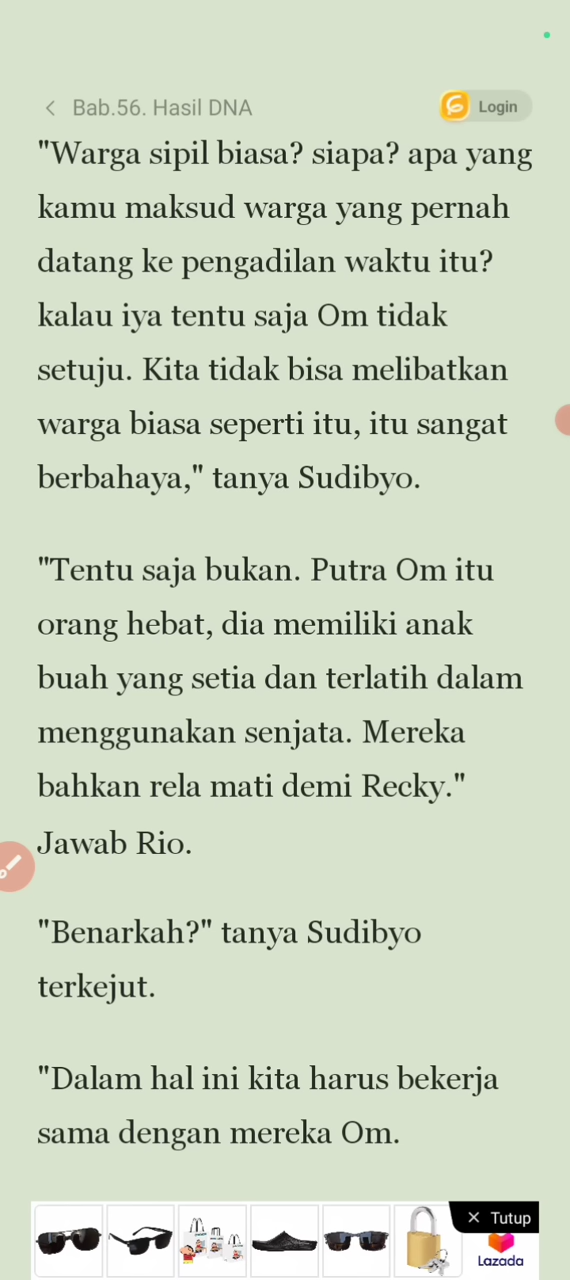 Bab.56. Hasil DNA
Login
"Warga sipil biasa? siapa? apa yang
kamu maksud warga yang pernah
datang ke pengadilan waktu itu?
kalau iya tentu saja Om tidak
setuju. Kita tidak bisa melibatkan
warga biasa seperti itu, itu sangat
berbahaya," tanya Sudibyo.
"Tentu saja bukan. Putra Om itu
orang hebat, dia memiliki anak
buah yang setia dan terlatih dalam
menggunakan senjata. Mereka
bahkan rela mati demi Recky."
Jawab Rio.
"Benarkah?" tanya Sudibyo
terkejut.
"Dalam hal ini kita harus bekerja
sama dengan mereka Om.
Tutup
Lazada